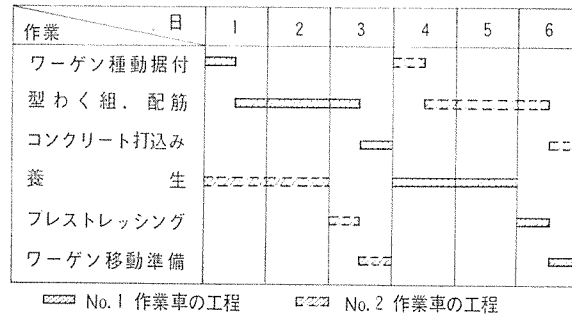 日
作業
1 2 3 4 5 6
ワーゲン種動据付
型わく組．配筋
コンクリート打込み
養生
プレストレッシング
ワーゲン移動準備
No.1 作業車の工程 No.2 作業車の工程